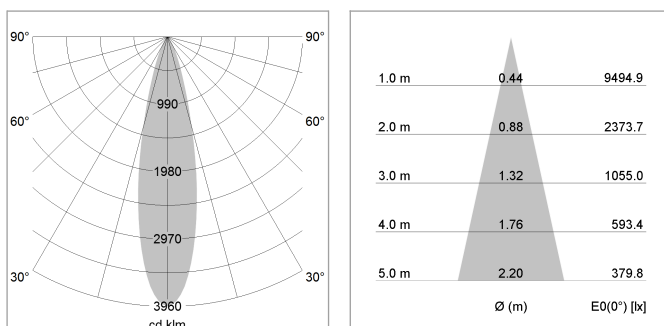 90° 90°
990
60° 60°
1980
2970
30° 30°
3960
cd klm
1.0 m 0.44 9494.9
2.0 m 0.88 2373.7
3.0 m 1.32 1055.0
4.0 m 1.76 593.4
5.0 m 2.20 379.8
Ø (m) E0(0°) [lx]